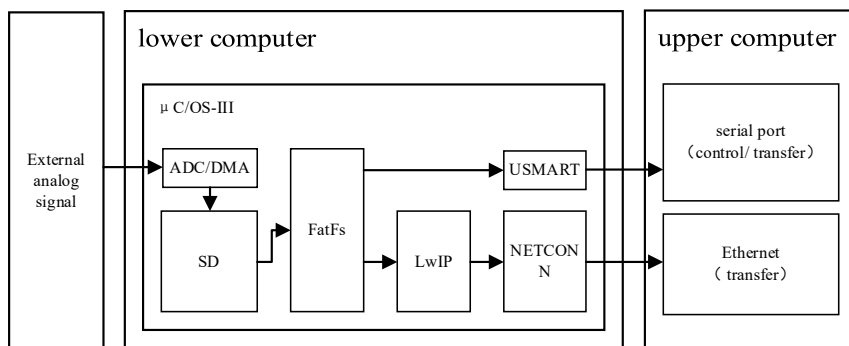 External
analog
signal
lower computer
μC/OS-III
ADC/DMA
SD
FatFs
USMART
LwIP
NETCON
N
upper computer
serial port
（control/ transfer）
Ethernet
（ transfer）